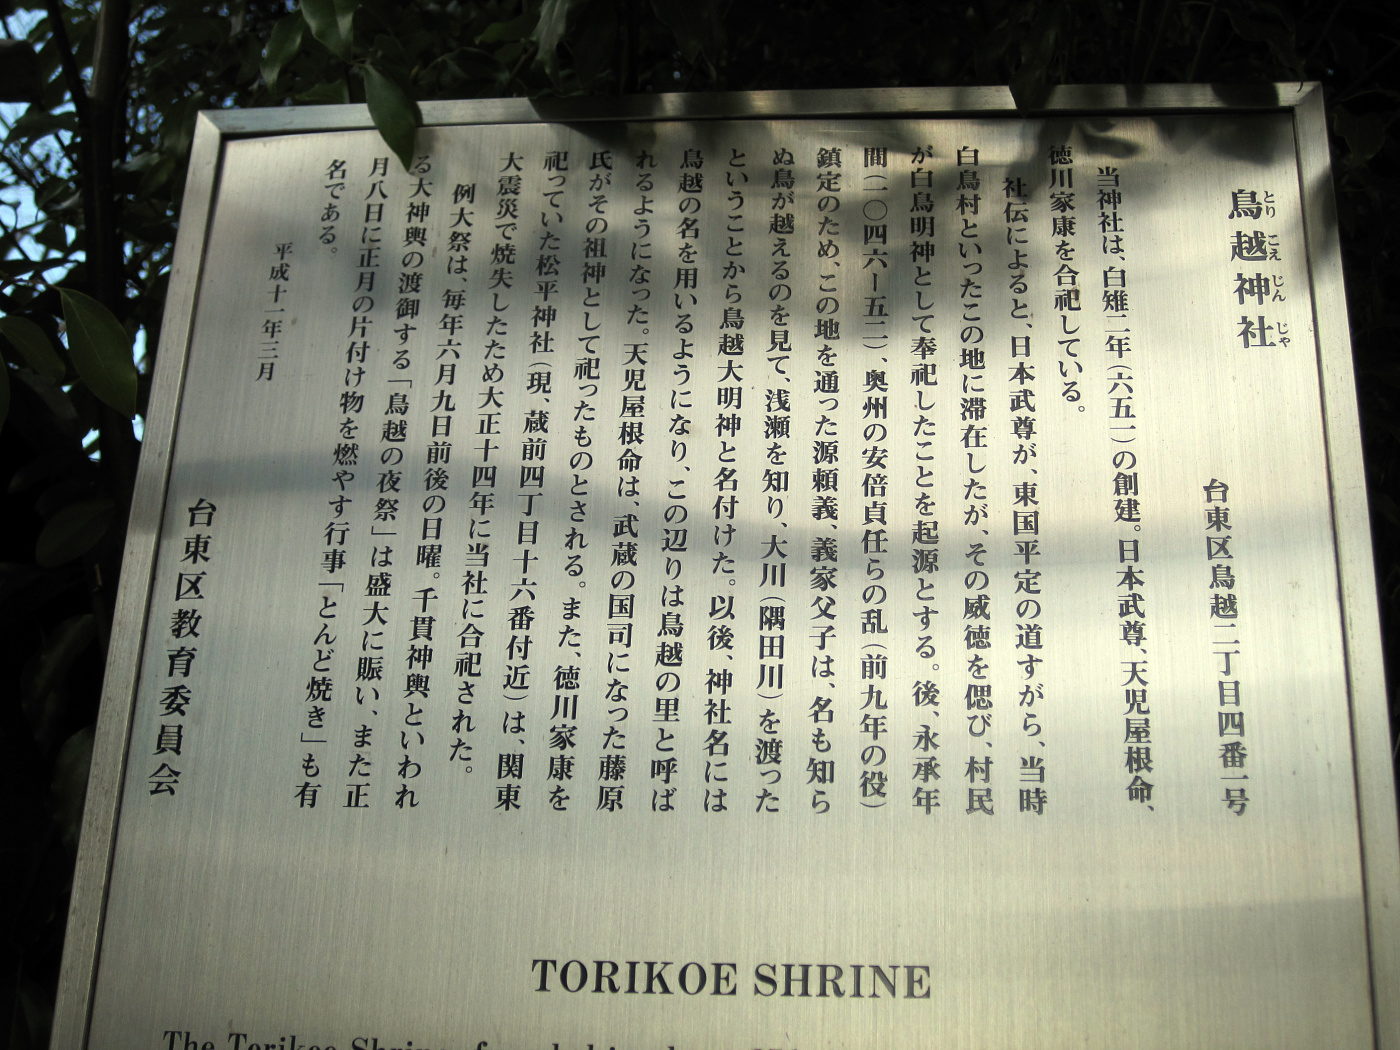 鳥越神社
とりこえじんじゃ
台東区鳥越二丁目四番一号
当神社は、白雉二年（六五一）の創建。日本武尊、天児屋根命、
徳川家康を合祀している。
社伝によると、日本武尊が、東国平定の道すがら、当時
白鳥村といったこの地に滞在したが、その威徳を偲び、村民
が白鳥明神として奉祀したことを起源とする。後、永承年
間（一〇四六ー五二）、奥州の安倍貞任らの乱（前九年の役）
鎮定のため、この地を通った源頼義、義家父子は、名も知ら
ぬ鳥が越えるのを見て、浅瀬を知り、大川（隅田川）を渡った
ということから鳥越大明神と名付けた。以後、神社名には
鳥越の名を用いるようになり、この辺りは鳥越の里と呼ば
れるようになった。天児屋根命は、武蔵の国司になった藤原
氏がその祖神として祀ったものとされる。また、徳川家康を
祀っていた松平神社（現、蔵前四丁目十六番付近）は、関東
大震災で焼失したため大正十四年に当社に合祀された。
例大祭は、毎年六月九日前後の日曜。千貫神輿といわれ
る大神輿の渡御する「鳥越の夜祭」は盛大に賑い、また正
月八日に正月の片付け物を燃やす行事「とんど焼き」も有
名である。
平成十一年三月
台東区教育委員会
TORIKOE SHRINE
The Torikoe Shrine